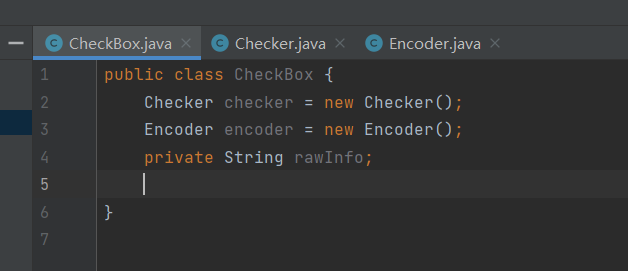 CheckBox.java Checker.java Encoder.java
1 public class CheckBox {
2 Checker checker = new Checker();
3 Encoder encoder = new Encoder();
4 private String rawInfo;
5
6 }
7